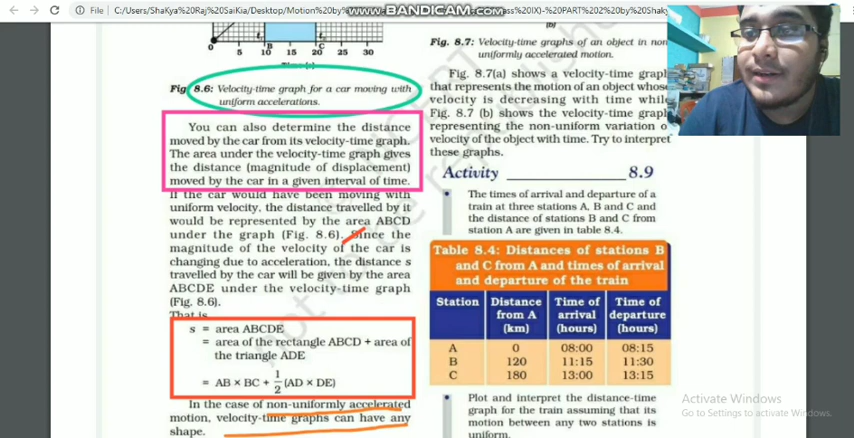 File | C:/Users/ShaKya%20Raj%20SaiKia/Desktop/Motion%20by%
WWW.BANDICAM.COM
0 5 10 15 20 25 30
B C
Fig 8.6: Velocity-time graph for a car moving with
uniform accelerations.
You can also determine the distance
moved by the car from its velocity-time graph.
The area under the velocity-time graph gives
the distance (magnitude of displacement)
moved by the car in a given interval of time.
If the car would have been moving with
uniform velocity, the distance travelled by it
would be represented by the area ABCD
under the graph (Fig. 8.6). Since the
magnitude of the velocity of the car is
changing due to acceleration, the distance s
travelled by the car will be given by the area
ABCDE under the velocity-time graph
(Fig. 8.6).
That is
s = area ABCDE
= area of the rectangle ABCD + area of
the triangle ADE
= AB × BC + 1/2 (AD × DE)
In the case of non-uniformly accelerated
motion, velocity-time graphs can have any
shape.
(b)
Fig. 8.7: Velocity-time graphs of an object in non
uniformly accelerated motion.
Fig. 8.7(a) shows a velocity-time graph
that represents the motion of an object whose
velocity is decreasing with time while
Fig. 8.7 (b) shows the velocity-time graph
representing the non-uniform variation o
velocity of the object with time. Try to interpret
these graphs.
Activity 8.9
• The times of arrival and departure of a
train at three stations A, B and C and
the distance of stations B and C from
station A are given in table 8.4.
Table 8.4: Distances of stations B
and C from A and times of arrival
and departure of the train
Station Distance from A (km) Time of arrival (hours) Time of departure (hours)
A 0 08:00 08:15
B 120 11:15 11:30
C 180 13:00 13:15
• Plot and interpret the distance-time
graph for the train assuming that its
motion between any two stations is
uniform.
Activate Windows
Go to Settings to activate Windows.